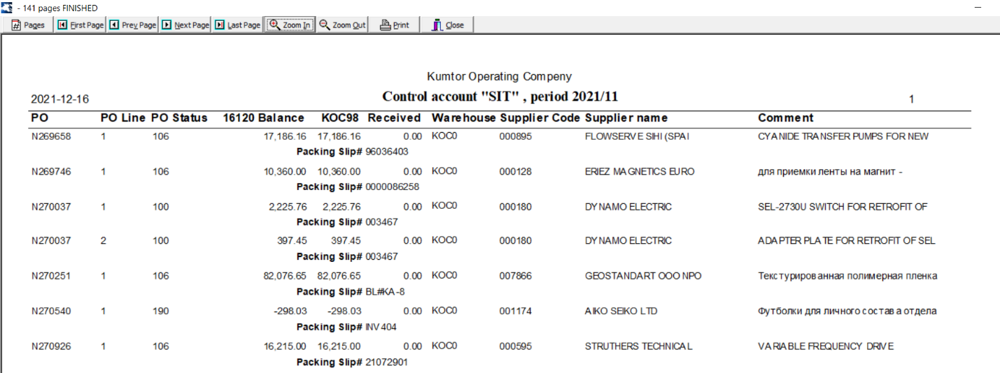 - 141 pages FINISHED
Pages First Page Prev Page Next Page Last Page Zoom In Zoom Out Print Close
Kumtor Operating Compeny
2021-12-16 Control account "SIT" , period 2021/11 1
PO PO Line PO Status 16120 Balance KOC98 Received Warehouse Supplier Code Supplier name Comment
N269658 1 106 17,186.16 17,186.16 0.00 KOC0 000895 FLOWSERVE SIHI (SPAI CYANIDE TRANSFER PUMPS FOR NEW
Packing Slip# 96036403
N269746 1 106 10,360.00 10,360.00 0.00 KOC0 000128 ERIEZ MAGNETICS EURO для приемки ленты на магнит -
Packing Slip# 0000086258
N270037 1 100 2,225.76 2,225.76 0.00 KOC0 000180 DYNAMO ELECTRIC SEL-2730U SWITCH FOR RETROFIT OF
Packing Slip# 003467
N270037 2 100 397.45 397.45 0.00 KOC0 000180 DYNAMO ELECTRIC ADAPTER PLATE FOR RETROFIT OF SEL
Packing Slip# 003467
N270251 1 106 82,076.65 82,076.65 0.00 KOC0 007866 GEOSTANDART OOO NPO Текстурированная полимерная пленка
Packing Slip# BL#KA-8
N270540 1 190 -298.03 -298.03 0.00 KOC0 001174 AIKO SEIKO LTD Футболки для личного состава отдела
Packing Slip# INV404
N270926 1 106 16,215.00 16,215.00 0.00 KOC0 000595 STRUTHERS TECHNICAL VARIABLE FREQUENCY DRIVE
Packing Slip# 21072901